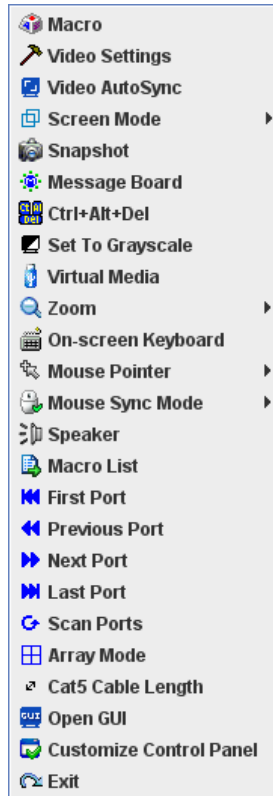 Macro
Video Settings
Video AutoSync
Screen Mode
Snapshot
Message Board
Ctrl+Alt+Del
Set To Grayscale
Virtual Media
Zoom
On-screen Keyboard
Mouse Pointer
Mouse Sync Mode
Speaker
Macro List
First Port
Previous Port
Next Port
Last Port
Scan Ports
Array Mode
Cat5 Cable Length
GUI Open GUI
Customize Control Panel
Exit